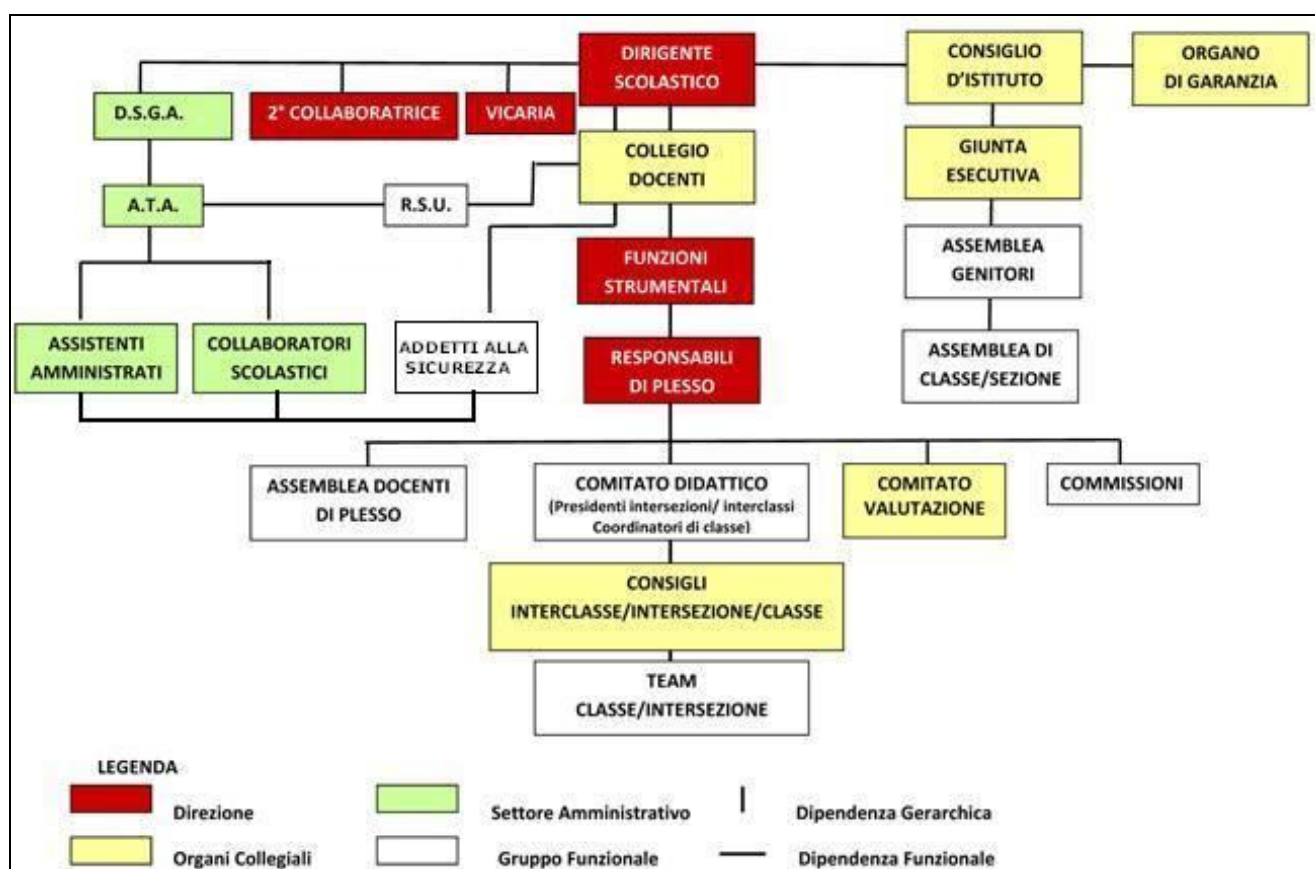 DIRIGENTE
SCOLASTICO
CONSIGLIO
D'ISTITUTO
ORGANO
DI GARANZIA
D.S.G.A.
2° COLLABORATRICE
VICARIA
COLLEGIO
DOCENTI
GIUNTA
ESECUTIVA
A.T.A.
R.S.U.
FUNZIONI
STRUMENTALI
ASSEMBLEA
GENITORI
ASSISTENTI
AMMINISTRATI
COLLABORATORI
SCOLASTICI
ADDETTI ALLA
SICUREZZA
RESPONSABILI
DI PLESSO
ASSEMBLEA DI
CLASSE/SEZIONE
ASSEMBLEA DOCENTI
DI PLESSO
COMITATO DIDATTICO
(Presidenti intersezioni/ interclassi
Coordinatori di classe)
COMITATO
VALUTAZIONE
COMMISSIONI
CONSIGLI
INTERCLASSE/INTERSEZIONE/CLASSE
TEAM
CLASSE/INTERSEZIONE
LEGENDA
Direzione
Settore Amministrativo
Dipendenza Gerarchica
Organi Collegiali
Gruppo Funzionale
Dipendenza Funzionale